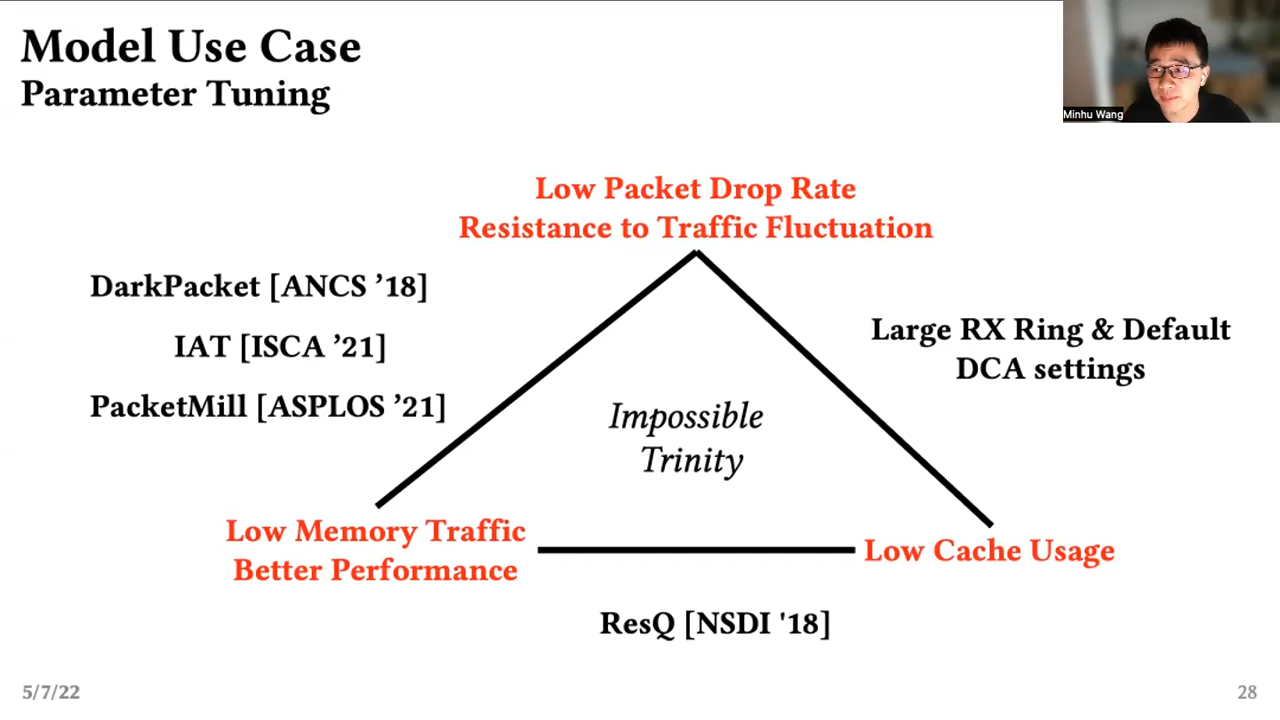 Model Use Case
Parameter Tuning
Minhu Wang
Low Packet Drop Rate
Resistance to Traffic Fluctuation
DarkPacket [ANCS ’18]
IAT [ISCA ’21]
PacketMill [ASPLOS ’21]
Large RX Ring & Default
DCA settings
Impossible
Trinity
Low Memory Traffic
Better Performance
Low Cache Usage
ResQ [NSDI '18]
5/7/22
28